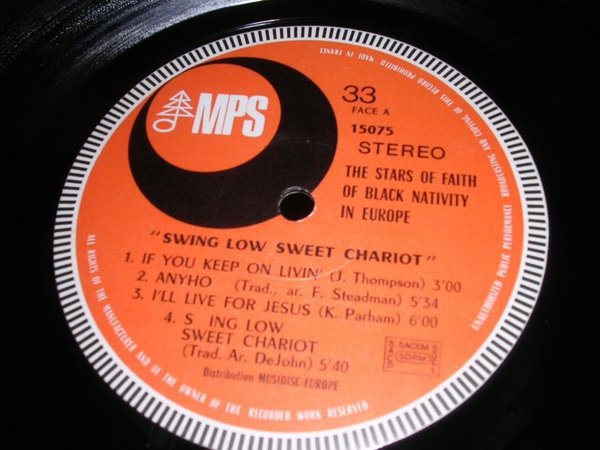 MPS
33
FACE A
15075
STEREO
THE STARS OF FAITH
OF BLACK NATIVITY
IN EUROPE
"SWING LOW SWEET CHARIOT"
1. IF YOU KEEP ON LIVIN' (J. Thompson) 3'00
2. ANYHO (Trad., ar. F. Steadman) 5'34
3. I'LL LIVE FOR JESUS (K. Parham) 6'00
4. S ING LOW
SWEET CHARIOT
(Trad. Ar. DeJohn) 5'40
Distribution MUSIDISC-EUROPE
SACEM
SDRM
ALL RIGHTS OF THE MANUFACTURER AND OF THE OWNER OF THE RECORDED WORK RESERVED
UNAUTHORIZED PUBLIC PERFORMANCE BROADCASTING AND COPYING OF THIS RECORD PROHIBITED MADE IN FRANCE